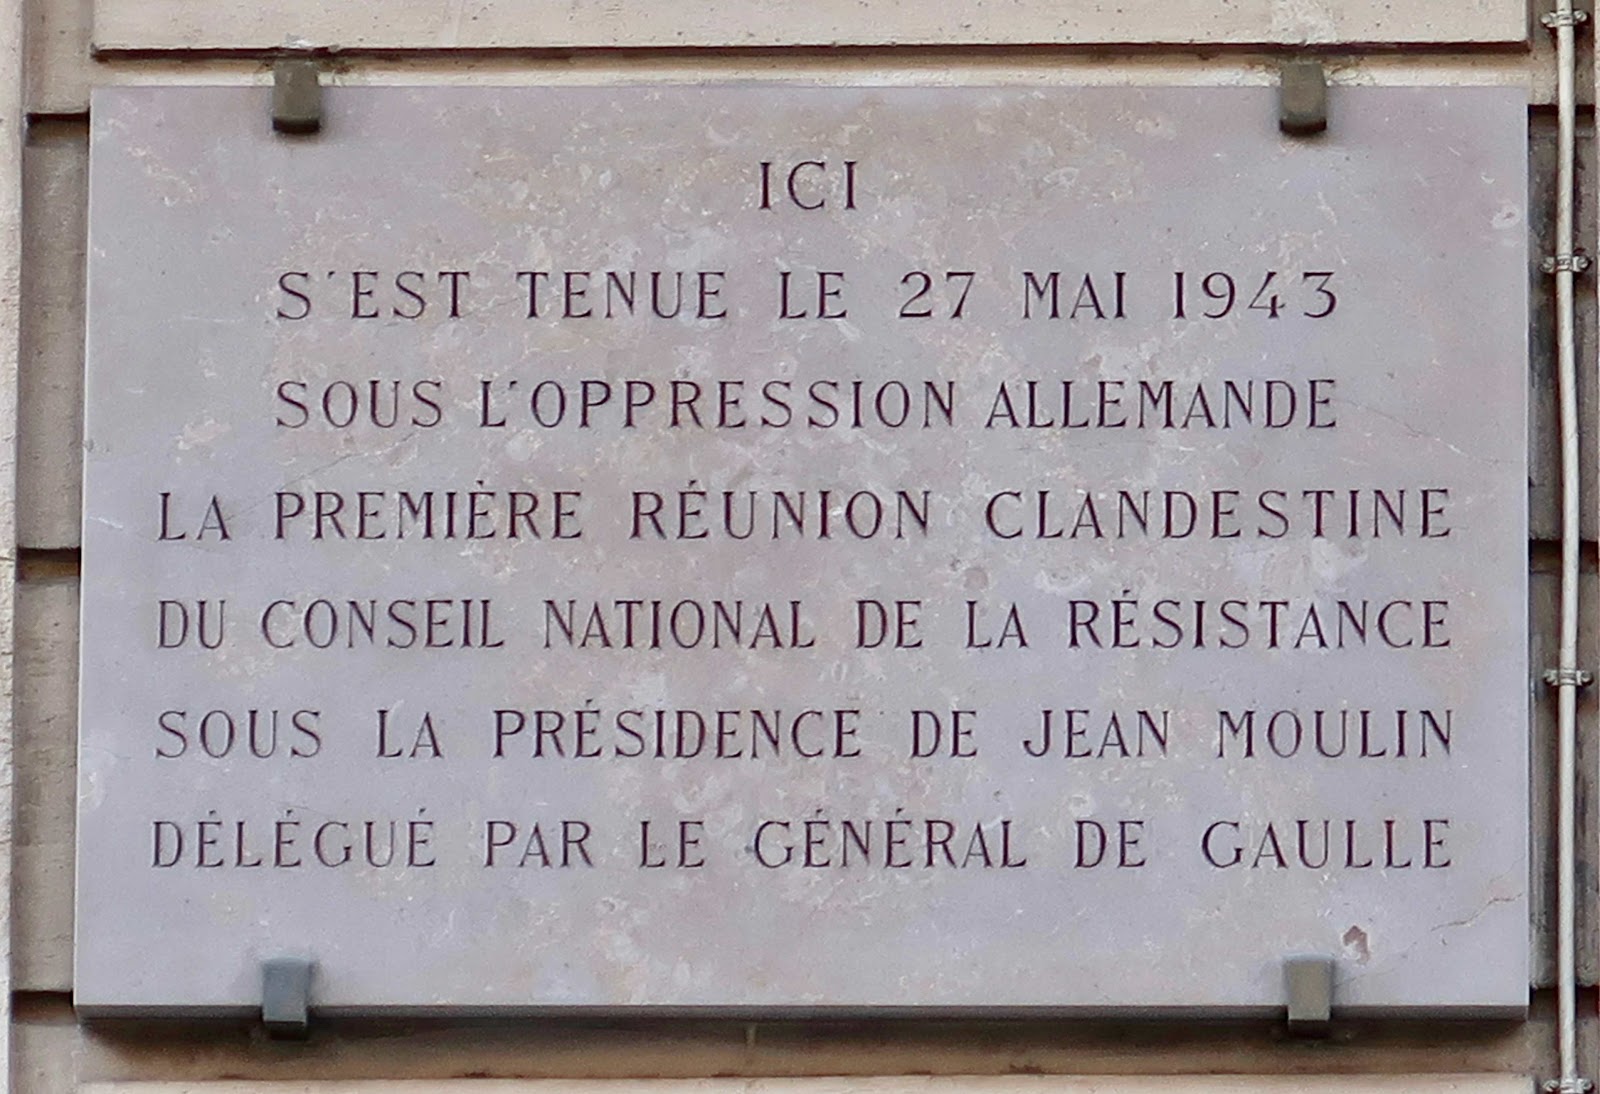 ICI
S'EST TENUE LE 27 MAI 1943
SOUS L'OPPRESSION ALLEMANDE
LA PREMIÈRE RÉUNION CLANDESTINE
DU CONSEIL NATIONAL DE LA RÉSISTANCE
SOUS LA PRÉSIDENCE DE JEAN MOULIN
DÉLÉGUÉ PAR LE GÉNÉRAL DE GAULLE